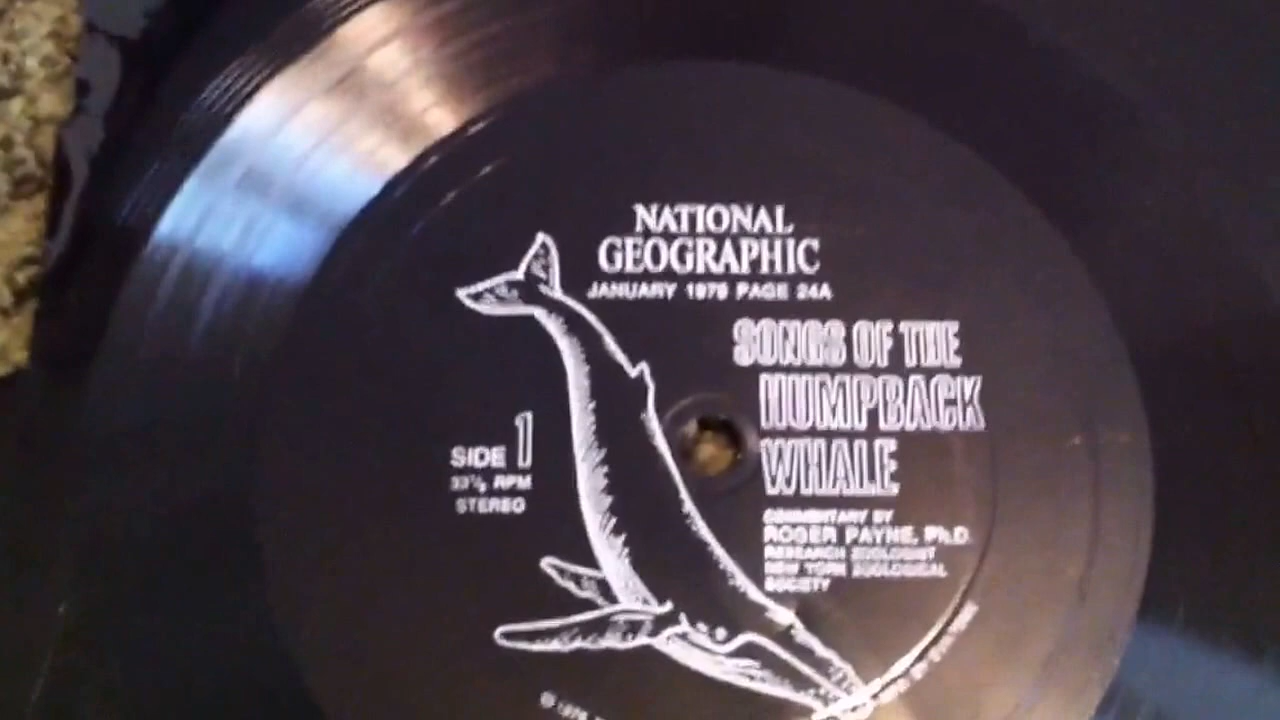 NATIONAL
GEOGRAPHIC
JANUARY 1979 PAGE 24A
SONGS OF THE
HUMPBACK
WHALE
SIDE 1
33⅓ RPM
STEREO
COMMENTARY BY
ROGER PAYNE, Ph.D.
RESEARCH ZOOLOGIST
NEW YORK ZOOLOGICAL
SOCIETY